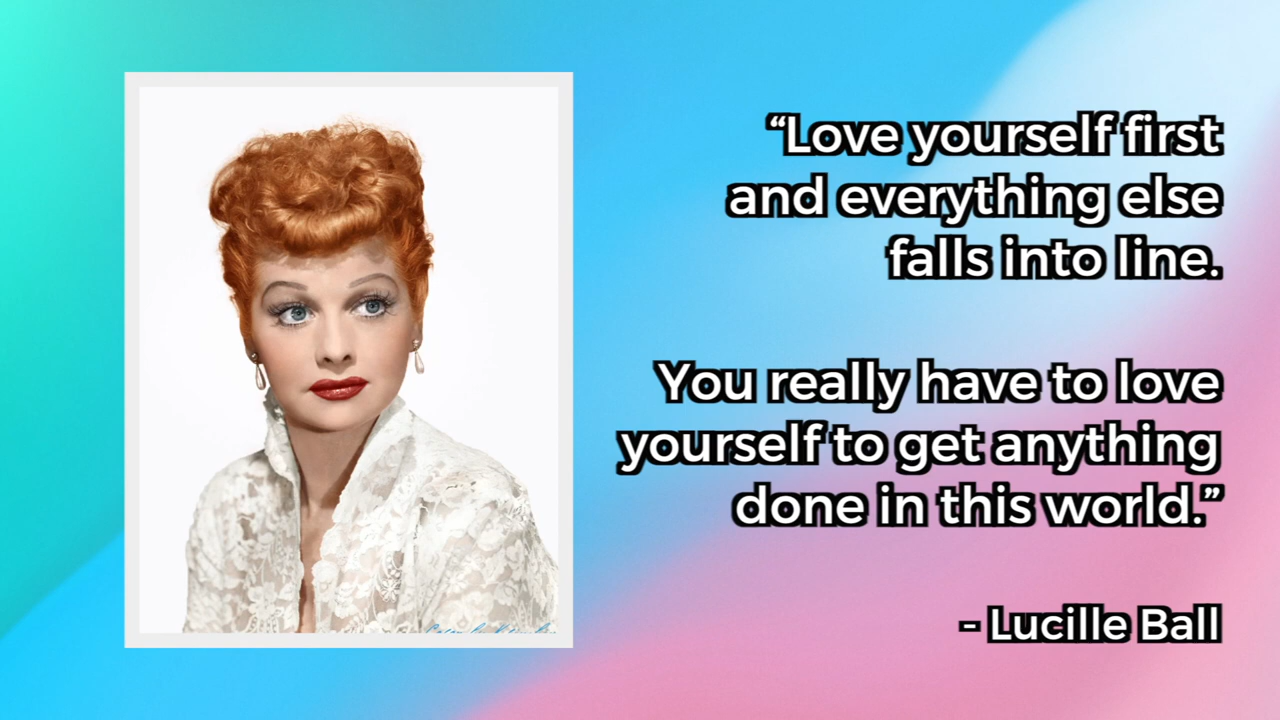 “Love yourself first
and everything else
falls into line.
You really have to love
yourself to get anything
done in this world.”
- Lucille Ball